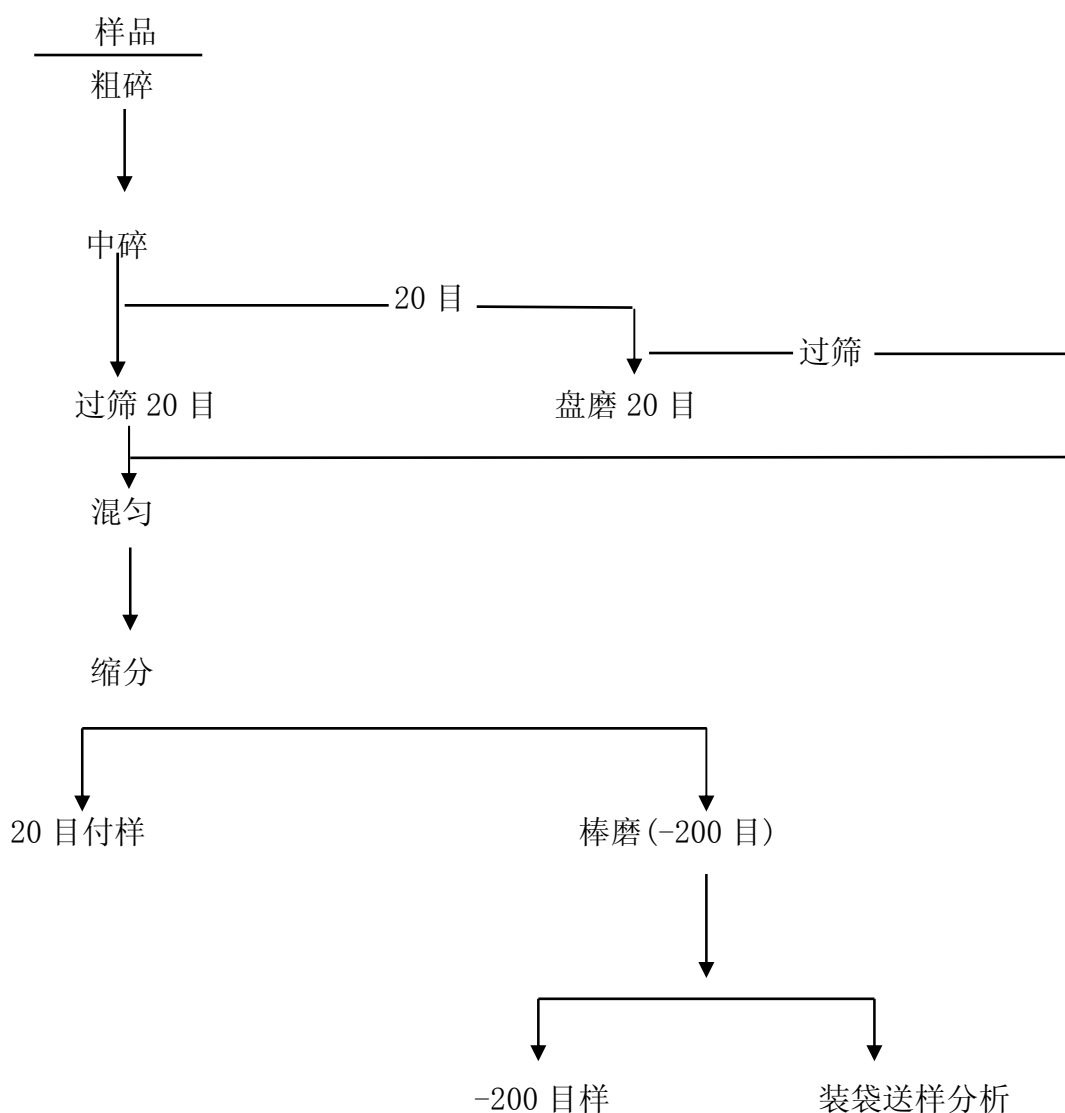 样品
粗碎
中碎
20 目
过筛
过筛 20 目
盘磨 20 目
混匀
缩分
20 目付样
棒磨(-200 目)
-200 目样
装袋送样分析